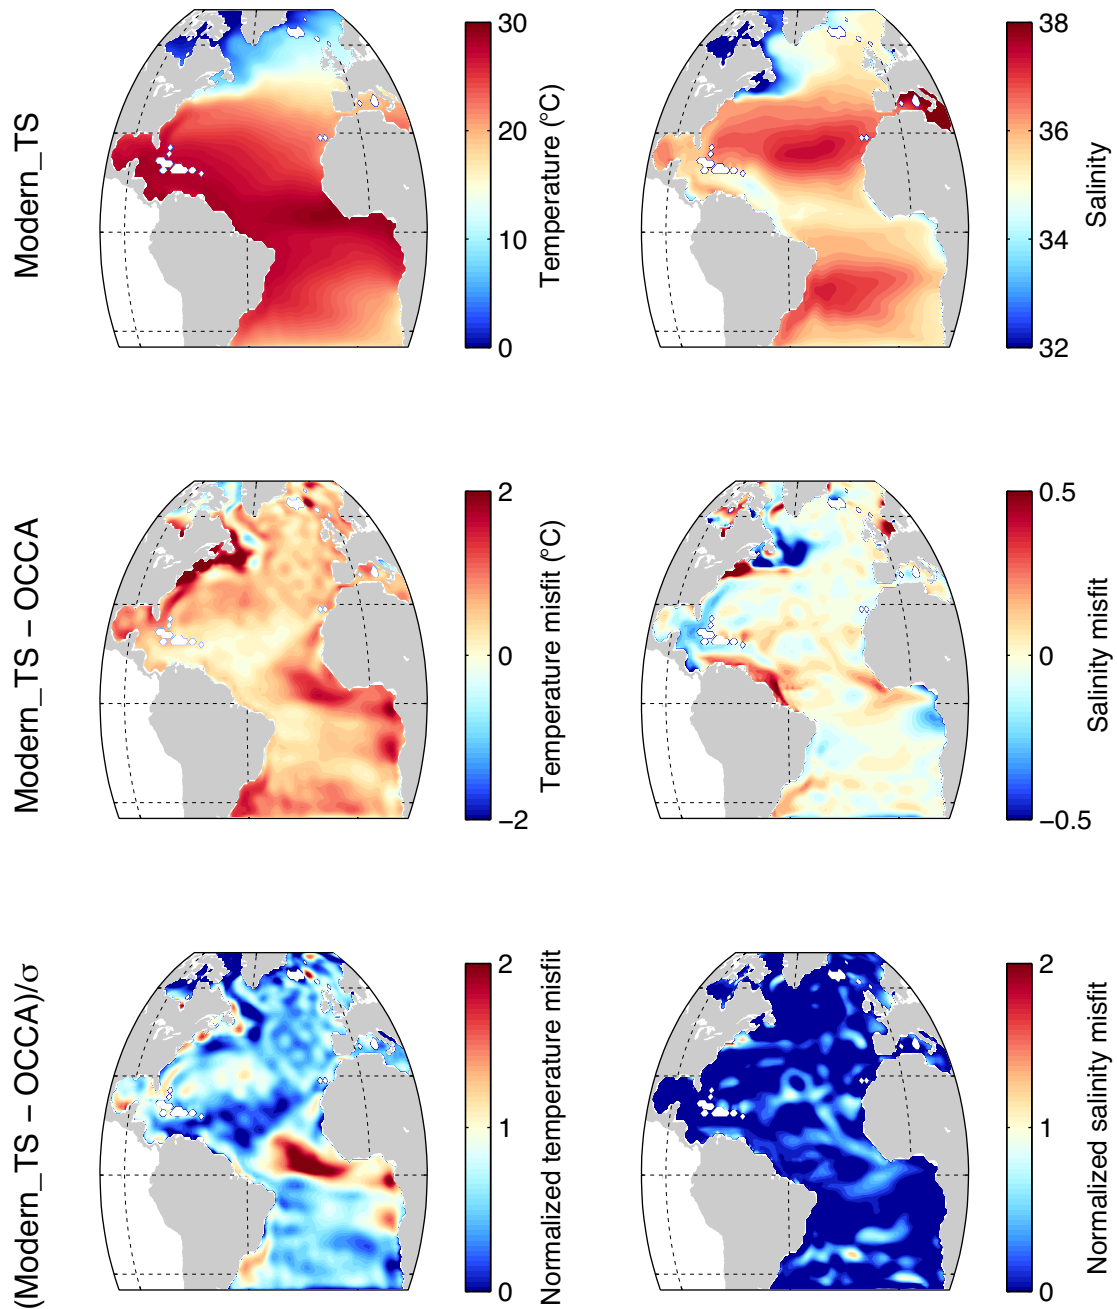 Modern_TS
30
20
10
0
Temperature (°C)
38
36
34
32
Salinity
Modern_TS − OCCA
2
0
−2
Temperature misfit (°C)
0.5
0
−0.5
Salinity misfit
(Modern_TS − OCCA)/σ
2
1
0
Normalized temperature misfit
2
1
0
Normalized salinity misfit